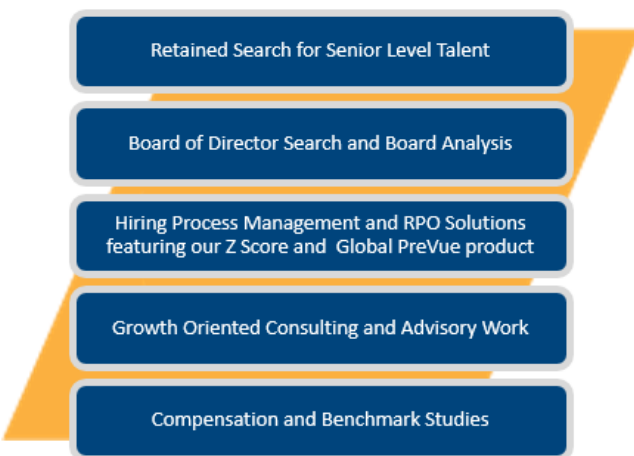 Retained Search for Senior Level Talent
Board of Director Search and Board Analysis
Hiring Process Management and RPO Solutions
featuring our Z Score and Global PreVue product
Growth Oriented Consulting and Advisory Work
Compensation and Benchmark Studies